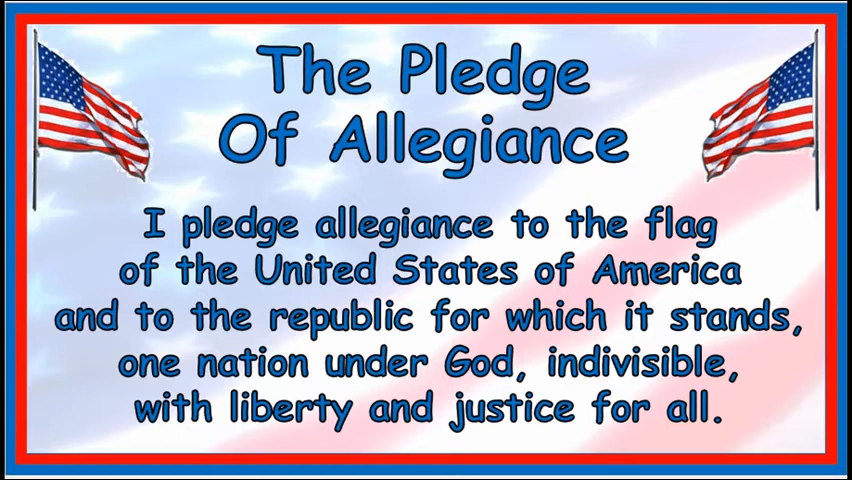 The Pledge
Of Allegiance
I pledge allegiance to the flag
of the United States of America
and to the republic for which it stands,
one nation under God, indivisible,
with liberty and justice for all.